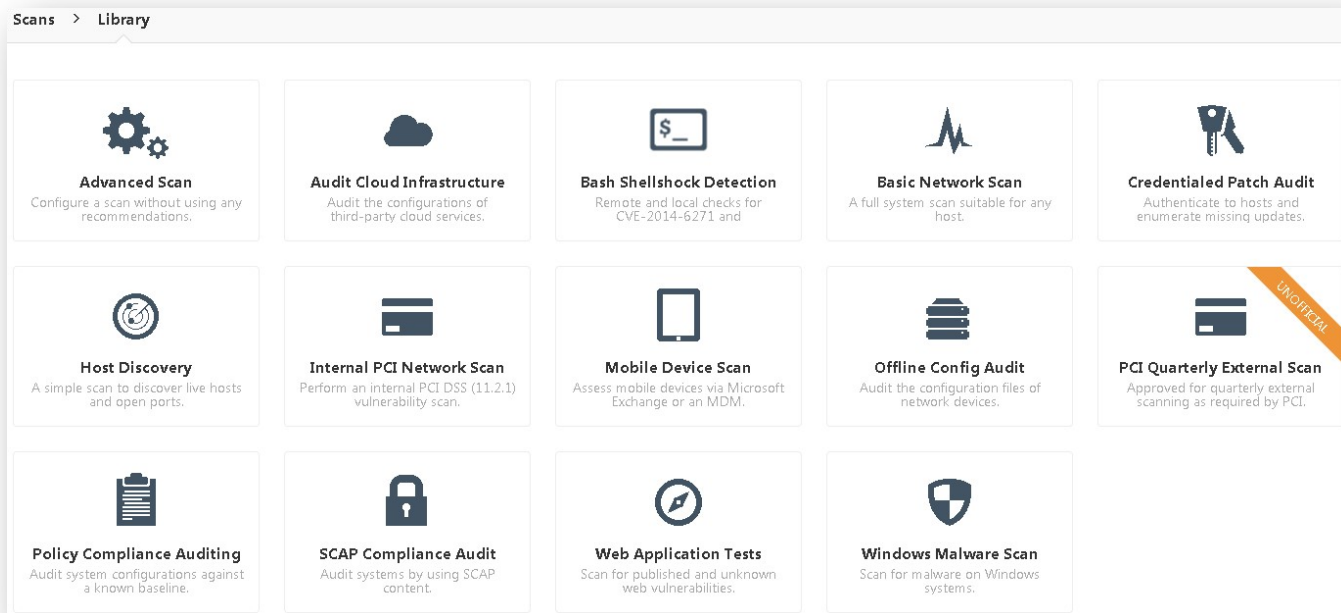 Scans > Library
Advanced Scan
Configure a scan without using any
recommendations.
Audit Cloud Infrastructure
Audit the configurations of
third-party cloud services.
$_
Bash Shellshock Detection
Remote and local checks for
CVE-2014-6271 and
Basic Network Scan
A full system scan suitable for any
host.
Credentialed Patch Audit
Authenticate to hosts and
enumerate missing updates.
Host Discovery
A simple scan to discover live hosts
and open ports.
Internal PCI Network Scan
Perform an internal PCI DSS (11.2.1)
vulnerability scan.
Mobile Device Scan
Assess mobile devices via Microsoft
Exchange or an MDM.
Offline Config Audit
Audit the configuration files of
network devices.
UNOFFICIAL
PCI Quarterly External Scan
Approved for quarterly external
scanning as required by PCI.
Policy Compliance Auditing
Audit system configurations against
a known baseline.
SCAP Compliance Audit
Audit systems by using SCAP
content.
Web Application Tests
Scan for published and unknown
web vulnerabilities.
Windows Malware Scan
Scan for malware on Windows
systems.